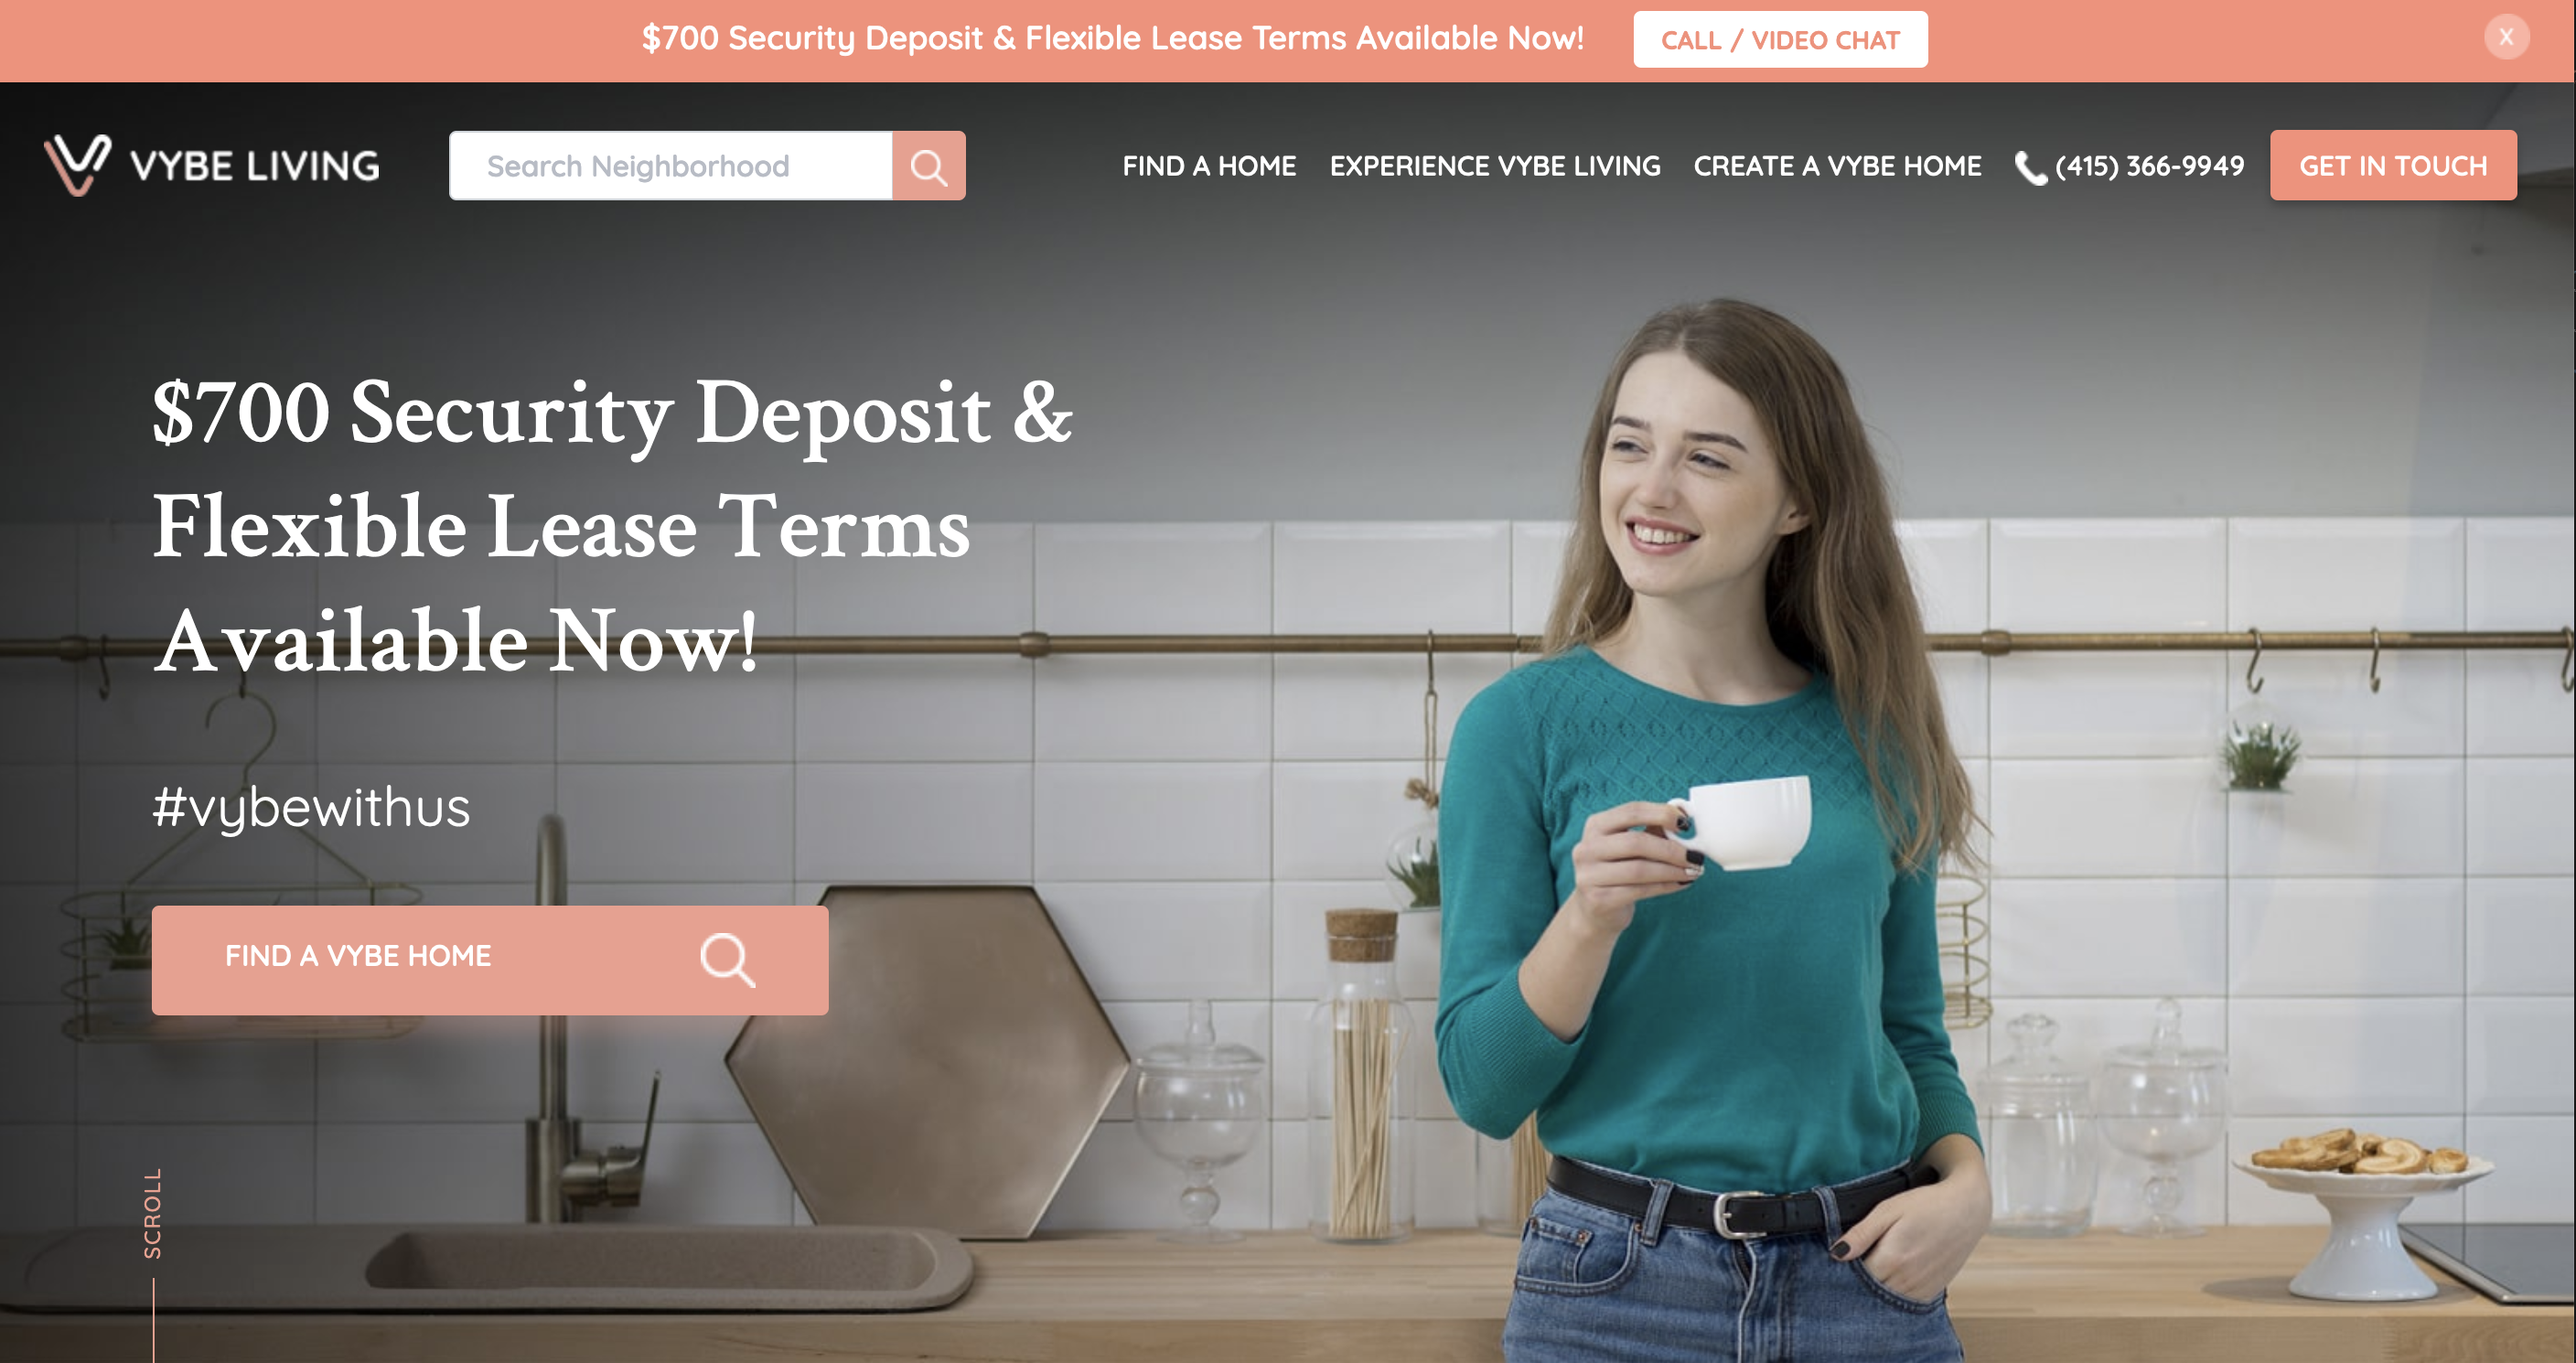 $700 Security Deposit & Flexible Lease Terms Available Now!
CALL / VIDEO CHAT
X
VYBE LIVING
Search Neighborhood
FIND A HOME
EXPERIENCE VYBE LIVING
CREATE A VYBE HOME
(415) 366-9949
GET IN TOUCH
$700 Security Deposit &
Flexible Lease Terms
Available Now!
#vybewithus
FIND A VYBE HOME
SCROLL